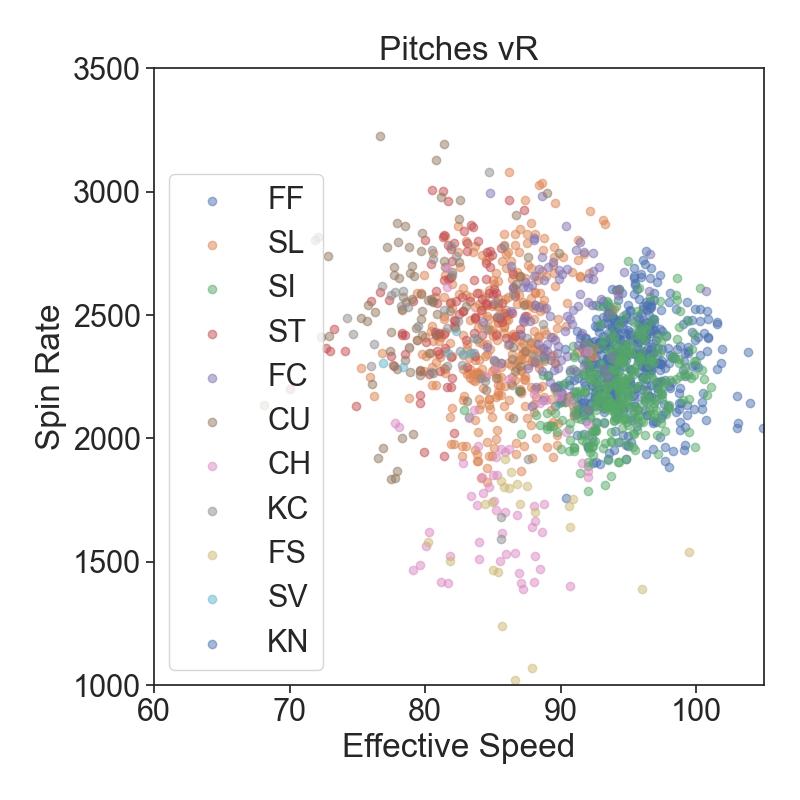 Pitches vR
3500
3000
2500
2000
1500
1000
Spin Rate
FF
SL
SI
ST
FC
CU
CH
KC
FS
SV
KN
60 70 80 90 100
Effective Speed